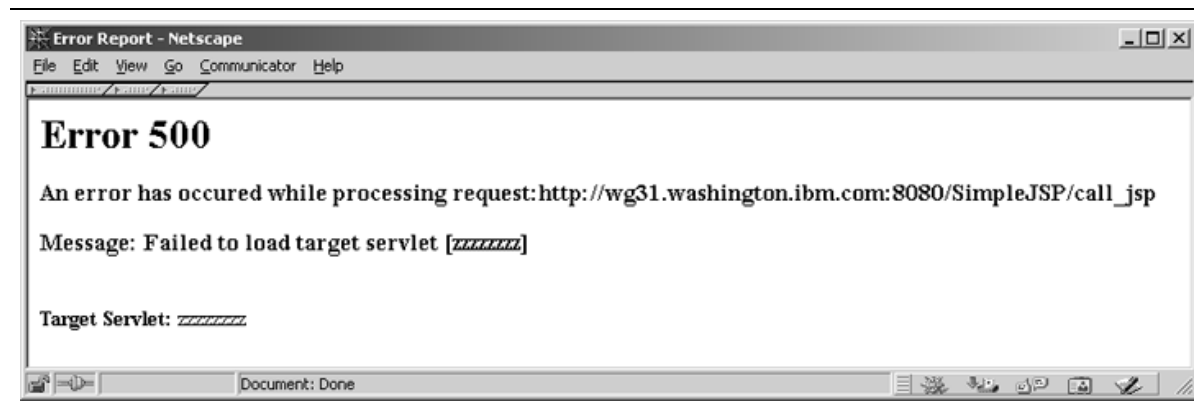 Error Report - Netscape
File Edit View Go Communicator Help
Error 500
An error has occured while processing request:http://wg31.washington.ibm.com:8080/SimpleJSP/call_jsp
Message: Failed to load target servlet [zzzzzzzz]
Target Servlet: zzzzzzzz
Document: Done